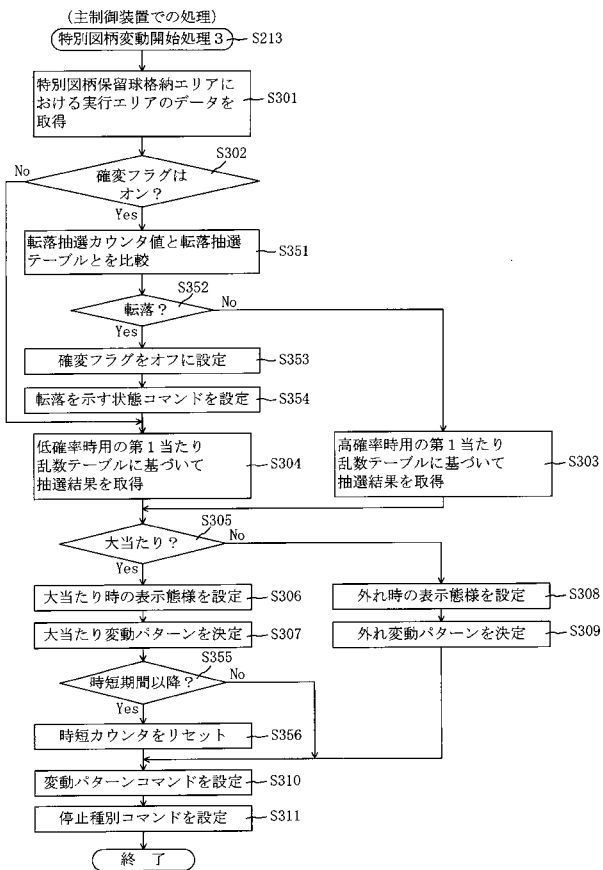 (主制御装置での処理)
特別図柄変動開始処理3
S213
特別図柄保留球格納エリアに
おける実行エリアのデータを
取得
S301
S302
No
確変フラグは
オン?
Yes
転落抽選カウンタ値と転落抽選
テーブルとを比較
S351
S352
転落?
No
Yes
確変フラグをオフに設定
S353
転落を示す状態コマンドを設定
S354
低確率時用の第1当たり
乱数テーブルに基づいて
抽選結果を取得
S304
高確率時用の第1当たり
乱数テーブルに基づいて
抽選結果を取得
S303
S305
大当たり?
No
Yes
大当たり時の表示態様を設定
S306
外れ時の表示態様を設定
S308
大当たり変動パターンを決定
S307
外れ変動パターンを決定
S309
S355
時短期間以降?
No
Yes
時短カウンタをリセット
S356
変動パターンコマンドを設定
S310
停止種別コマンドを設定
S311
終 了